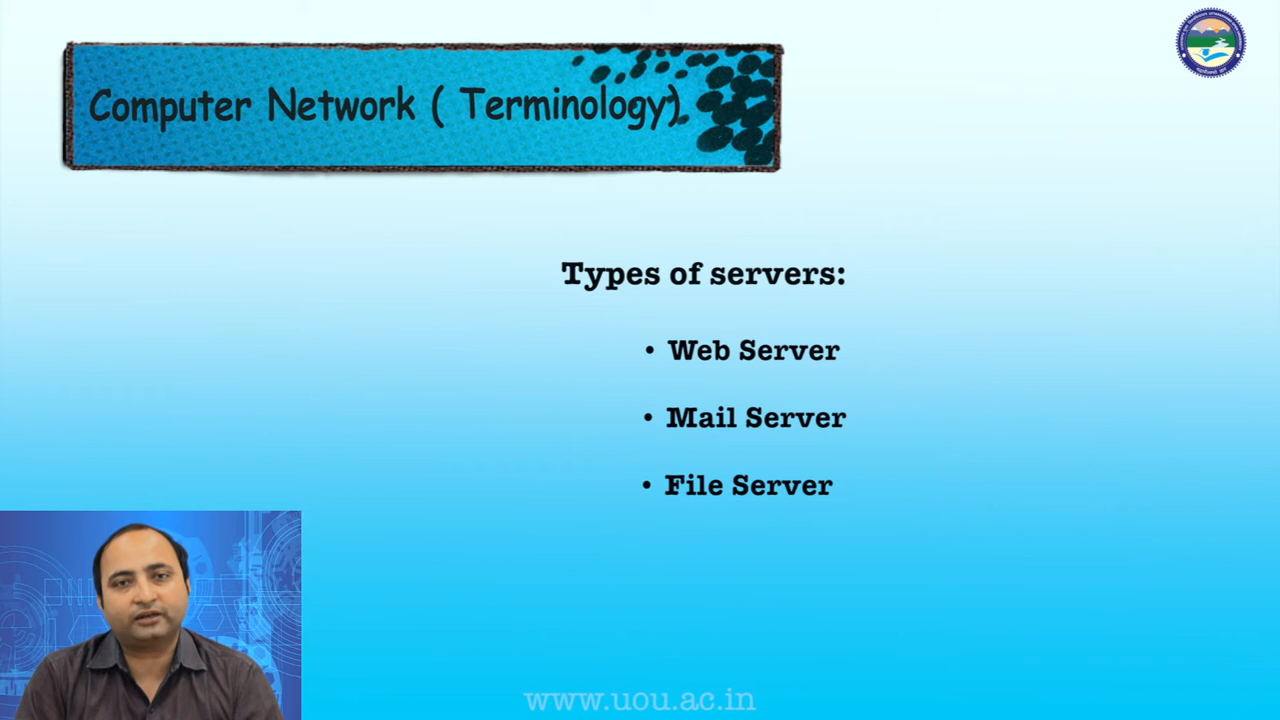 Computer Network ( Terminology)
Types of servers:
• Web Server
• Mail Server
• File Server
www.uou.ac.in